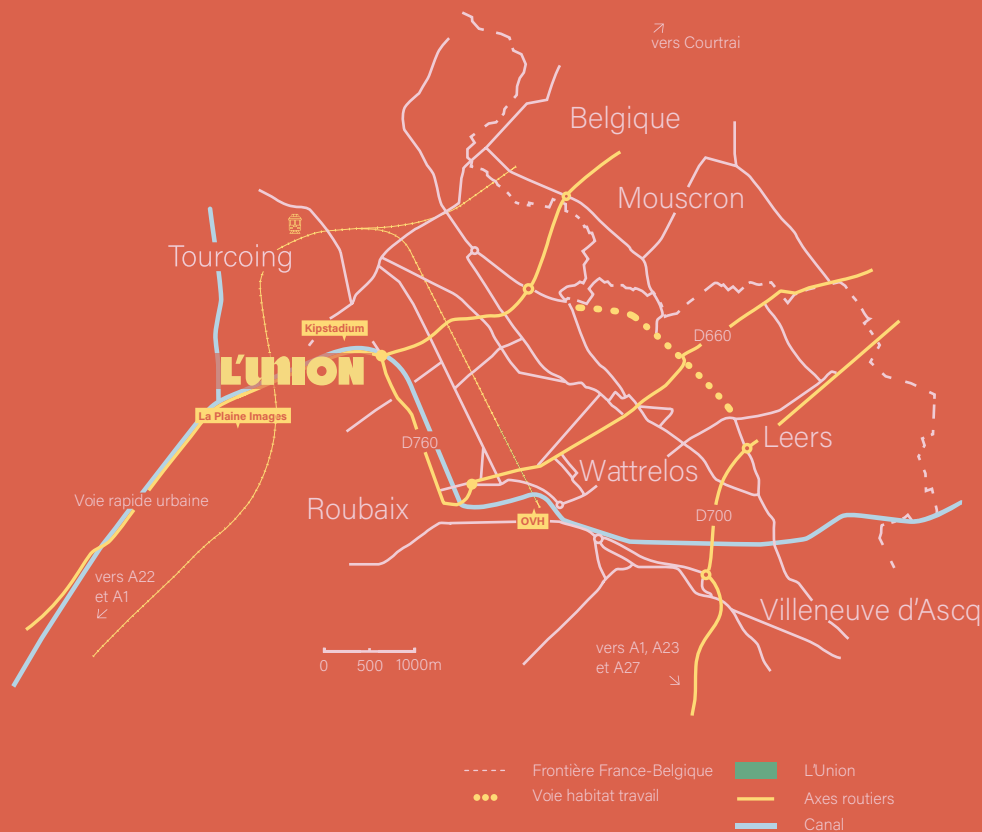 vers Courtrai
Belgique
Mouscron
Tourcoing
Kipstadium
D660
L'UNION
La Plaine Images
D760
Leers
Wattrelos
Voie rapide urbaine
Roubaix
OVH
D700
vers A22
et A1
Villeneuve d'Ascq
vers A1, A23
et A27
0 500 1000m
Frontière France-Belgique
L'Union
Voie habitat travail
Axes routiers
Canal